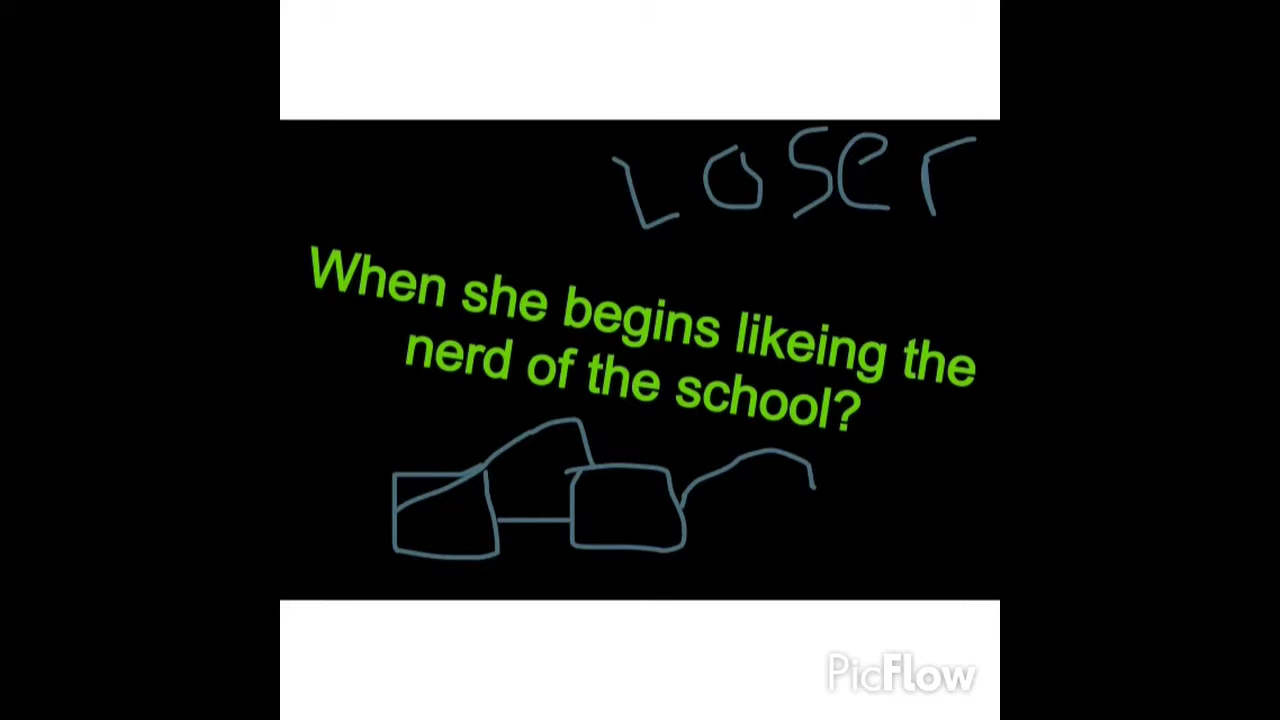 Loser
When she begins likeing the
nerd of the school?
PicFlow